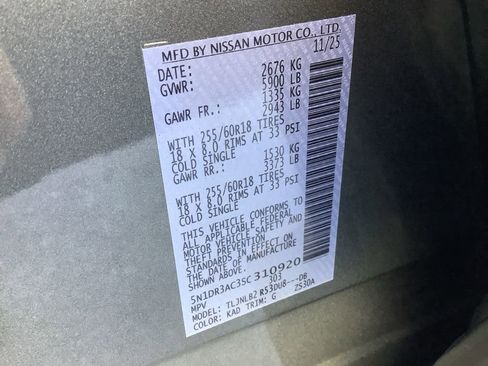 MFD BY NISSAN MOTOR CO., LTD.
DATE: 11/25
GVWR: 2676 KG
5900 LB
GAWR FR.: 1335 KG
2943 LB
WITH 255/60R18 TIRES
18 X 8.0 RIMS AT 33 PSI
COLD SINGLE
GAWR RR.: 1530 KG
3373 LB
WITH 255/60R18 TIRES
18 X 8.0 RIMS AT 33 PSI
COLD SINGLE
THIS VEHICLE CONFORMS TO
ALL APPLICABLE FEDERAL
MOTOR VEHICLE SAFETY AND
THEFT PREVENTION
STANDARDS IN EFFECT ON
THE DATE OF MANUFACTURE
SHOWN ABOVE.
5N1DR3AC3SC310920
MPV 303
MODEL: TLJNLB2 R53DU8---DB
COLOR: KAD TRIM: G Z530A